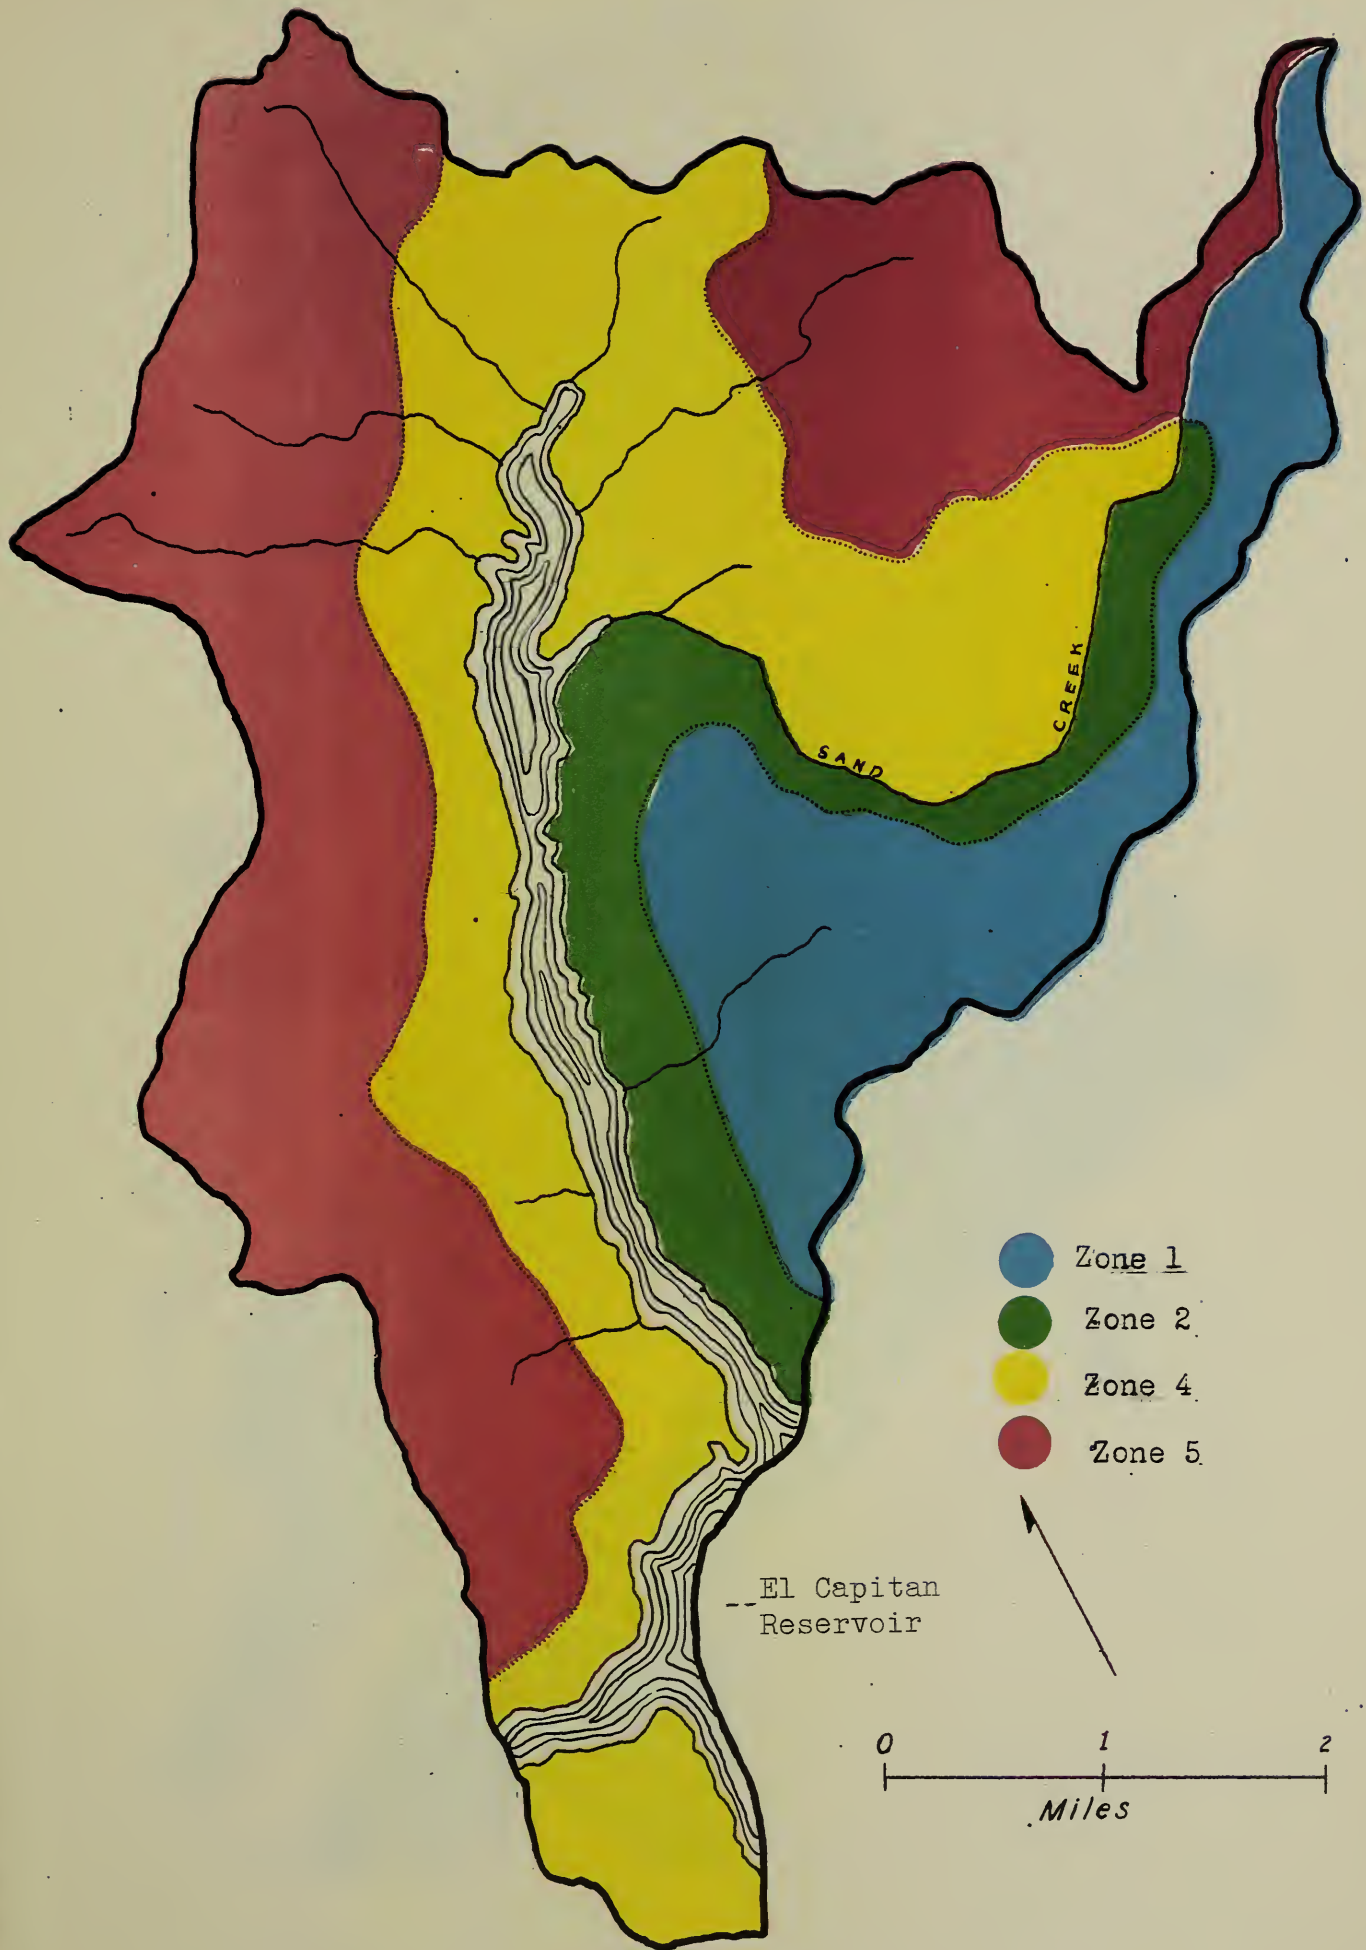 CREEK
SAND
Zone 1
Zone 2
Zone 4
Zone 5
--El Capitan
Reservoir
0 1 2
Miles